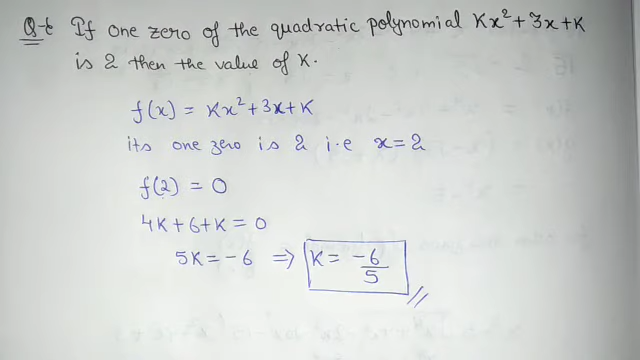 Q-6 If one zero of the quadratic polynomial Kx² + 3x + K
is 2 then the value of K.
f(x) = Kx² + 3x + K
its one zero is 2 i.e x = 2
f(2) = 0
4K + 6 + K = 0
5K = -6 ⇒ K = -6/5